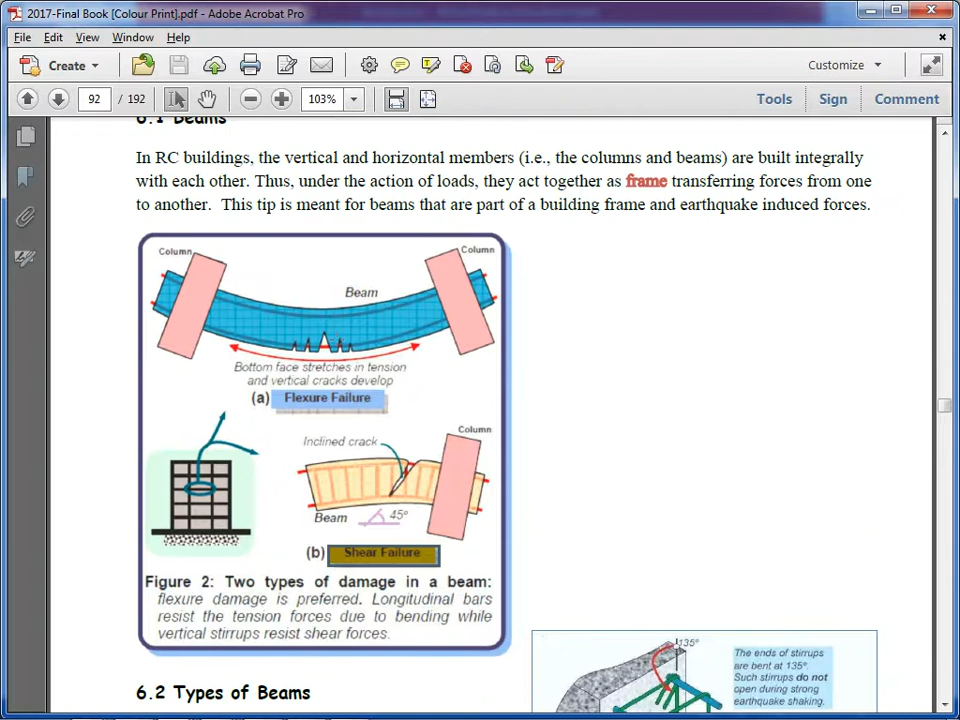 2017-Final Book [Colour Print].pdf - Adobe Acrobat Pro
File Edit View Window Help
Create Customize
92 / 192 103% Tools Sign Comment
6.1 Beams
In RC buildings, the vertical and horizontal members (i.e., the columns and beams) are built integrally
with each other. Thus, under the action of loads, they act together as frame transferring forces from one
to another. This tip is meant for beams that are part of a building frame and earthquake induced forces.
Column Column
Beam
Bottom face stretches in tension
and vertical cracks develop
(a) Flexure Failure
Column
Inclined crack
Beam 45°
(b) Shear Failure
Figure 2: Two types of damage in a beam:
flexure damage is preferred. Longitudinal bars
resist the tension forces due to bending while
vertical stirrups resist shear forces.
135°
The ends of stirrups
are bent at 135°.
Such stirrups do not
open during strong
earthquake shaking.
6.2 Types of Beams